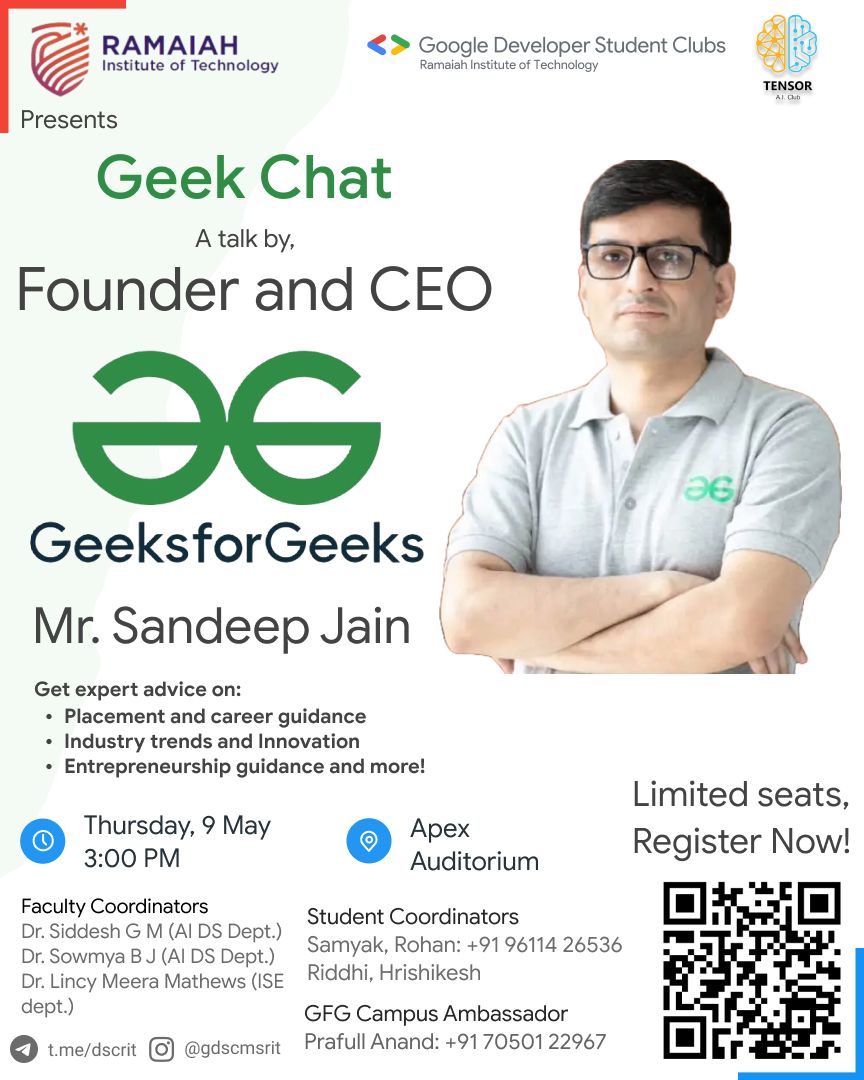 RAMAIAH
Institute of Technology
Google Developer Student Clubs
Ramaiah Institute of Technology
TENSOR
A.I. Club
Presents
Geek Chat
A talk by,
Founder and CEO
GeeksforGeeks
Mr. Sandeep Jain
Get expert advice on:
• Placement and career guidance
• Industry trends and Innovation
• Entrepreneurship guidance and more!
Thursday, 9 May
3:00 PM
Apex
Auditorium
Limited seats,
Register Now!
Faculty Coordinators
Dr. Siddesh G M (AI DS Dept.)
Dr. Sowmya B J (AI DS Dept.)
Dr. Lincy Meera Mathews (ISE
dept.)
Student Coordinators
Samyak, Rohan: +91 96114 26536
Riddhi, Hrishikesh
GFG Campus Ambassador
Prafull Anand: +91 70501 22967
t.me/dscrit
@gdscmsrit